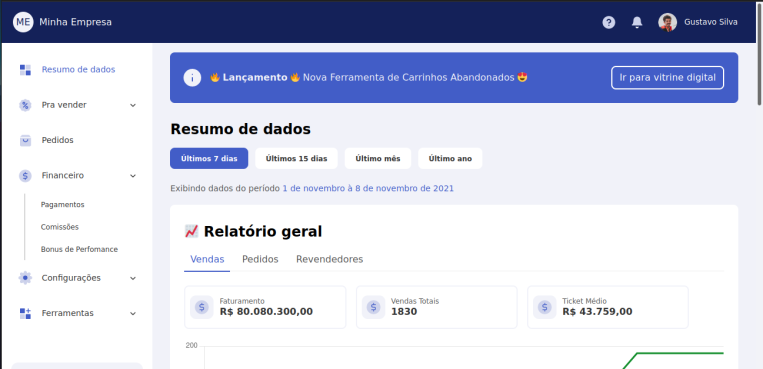 ME Minha Empresa
? Gustavo Silva
Resumo de dados
Pra vender
Pedidos
Financeiro
Pagamentos
Comissões
Bonus de Perfomance
Configurações
Ferramentas
i 🔥 Lançamento 🔥 Nova Ferramenta de Carrinhos Abandonados 😍
Ir para vitrine digital
Resumo de dados
Últimos 7 dias Últimos 15 dias Último mês Último ano
Exibindo dados do período 1 de novembro à 8 de novembro de 2021
Relatório geral
Vendas Pedidos Revendedores
$ Faturamento
R$ 80.080.300,00
$ Vendas Totais
1830
$ Ticket Médio
R$ 43.759,00
200